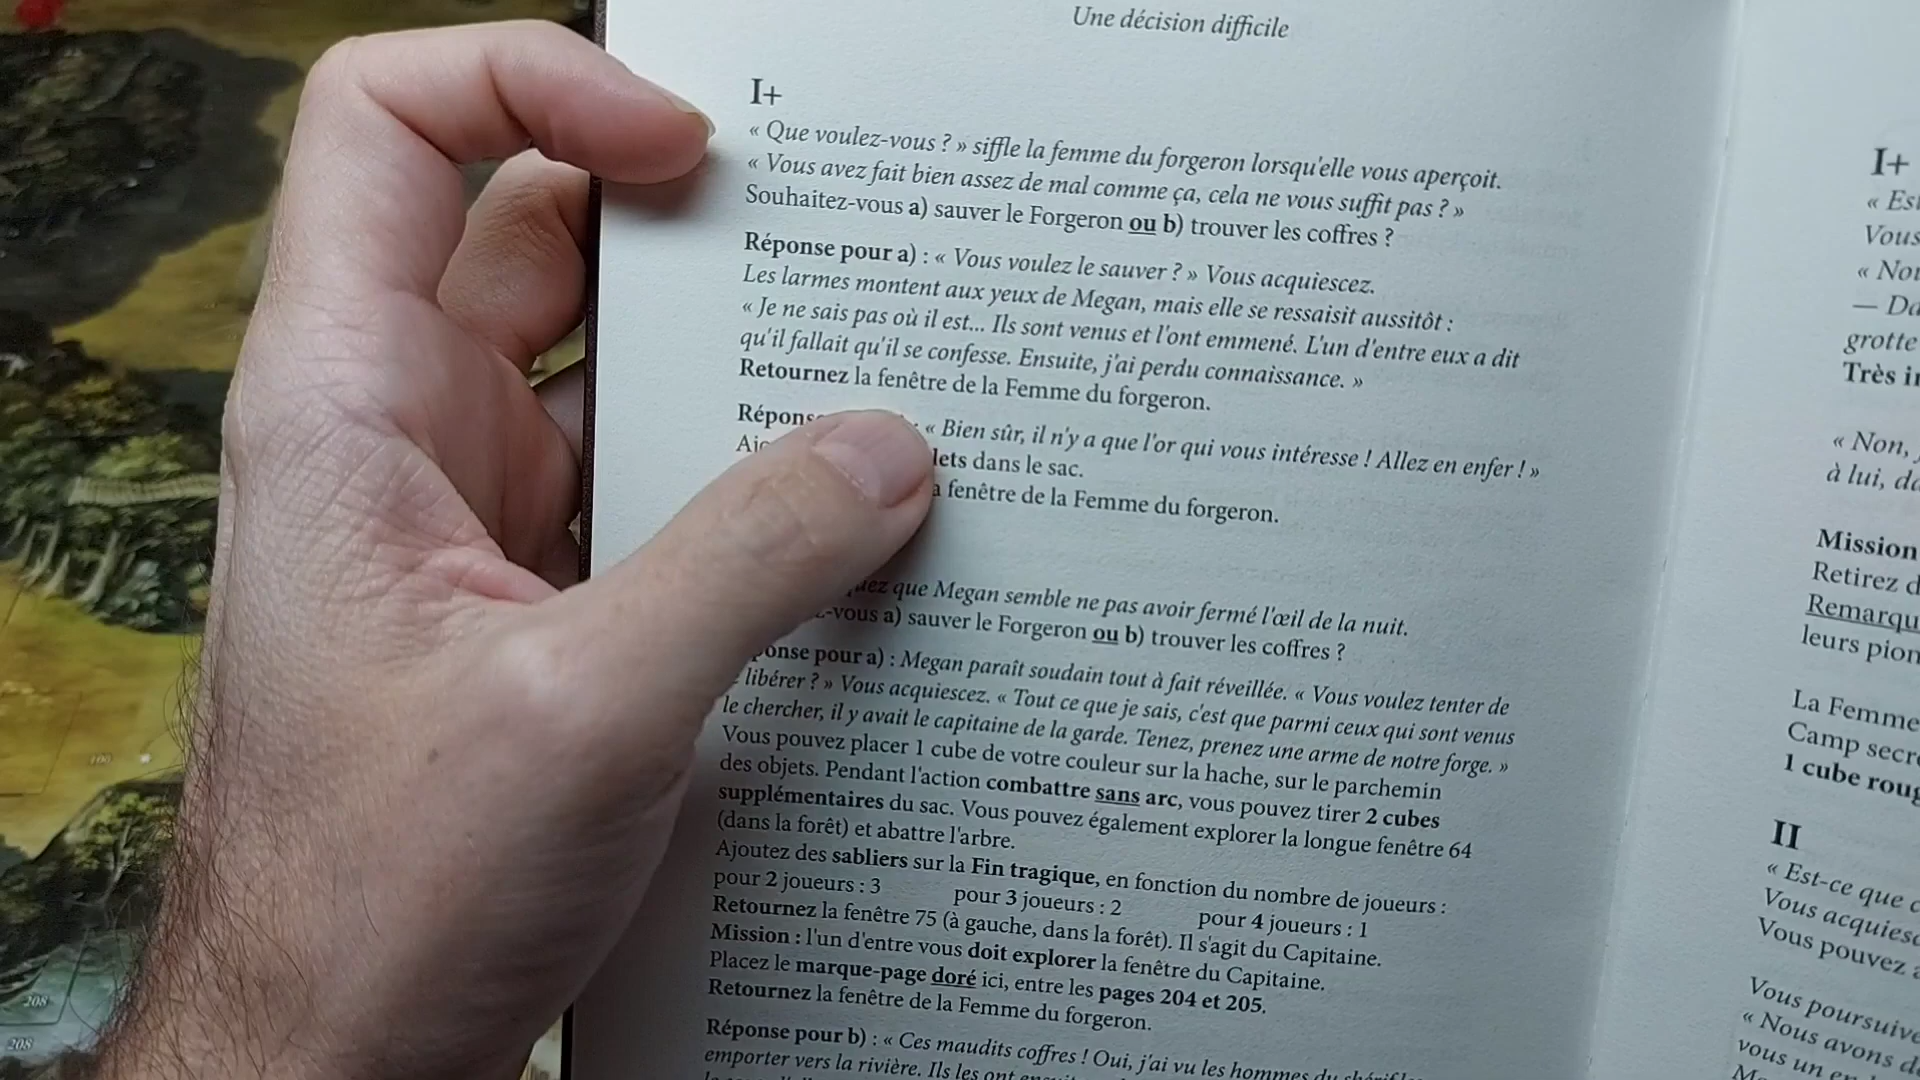 Une décision difficile
I+
« Que voulez-vous ? » siffle la femme du forgeron lorsqu'elle vous aperçoit.
« Vous avez fait bien assez de mal comme ça, cela ne vous suffit pas ? »
Souhaitez-vous a) sauver le Forgeron ou b) trouver les coffres ?
Réponse pour a) : « Vous voulez le sauver ? » Vous acquiescez.
Les larmes montent aux yeux de Megan, mais elle se ressaisit aussitôt :
« Je ne sais pas où il est... Ils sont venus et l'ont emmené. L'un d'entre eux a dit
qu'il fallait qu'il se confesse. Ensuite, j'ai perdu connaissance. »
Retournez la fenêtre de la Femme du forgeron.
« Bien sûr, il n'y a que l'or qui vous intéresse ! Allez en enfer ! »
dans le sac.
fenêtre de la Femme du forgeron.
que Megan semble ne pas avoir fermé l'œil de la nuit.
a) sauver le Forgeron ou b) trouver les coffres ?
pour a) : Megan paraît soudain tout à fait réveillée. « Vous voulez tenter de
libérer ? » Vous acquiescez. « Tout ce que je sais, c'est que parmi ceux qui sont venus
le chercher, il y avait le capitaine de la garde. Tenez, prenez une arme de notre forge. »
Vous pouvez placer 1 cube de votre couleur sur la hache, sur le parchemin
des objets. Pendant l'action combattre sans arc, vous pouvez tirer 2 cubes
supplémentaires du sac. Vous pouvez également explorer la longue fenêtre 64
(dans la forêt) et abattre l'arbre.
Ajoutez des sabliers sur la Fin tragique, en fonction du nombre de joueurs :
pour 2 joueurs : 3 pour 3 joueurs : 2 pour 4 joueurs : 1
Retournez la fenêtre 75 (à gauche, dans la forêt). Il s'agit du Capitaine.
Mission : l'un d'entre vous doit explorer la fenêtre du Capitaine.
Placez le marque-page doré ici, entre les pages 204 et 205.
Retournez la fenêtre de la Femme du forgeron.
Réponse pour b) : « Ces maudits coffres ! Oui, j'ai vu les hommes du
emporter vers la rivière. Ils les ont
I+
Vous
«
—
grotte
Très
« Non,
à lui,
Mission
Retirez
leurs
La Femme
Camp
1 cube
II
« Est-ce que
Vous
Vous pouvez
Vous
« Nous avons
vous un
208
208